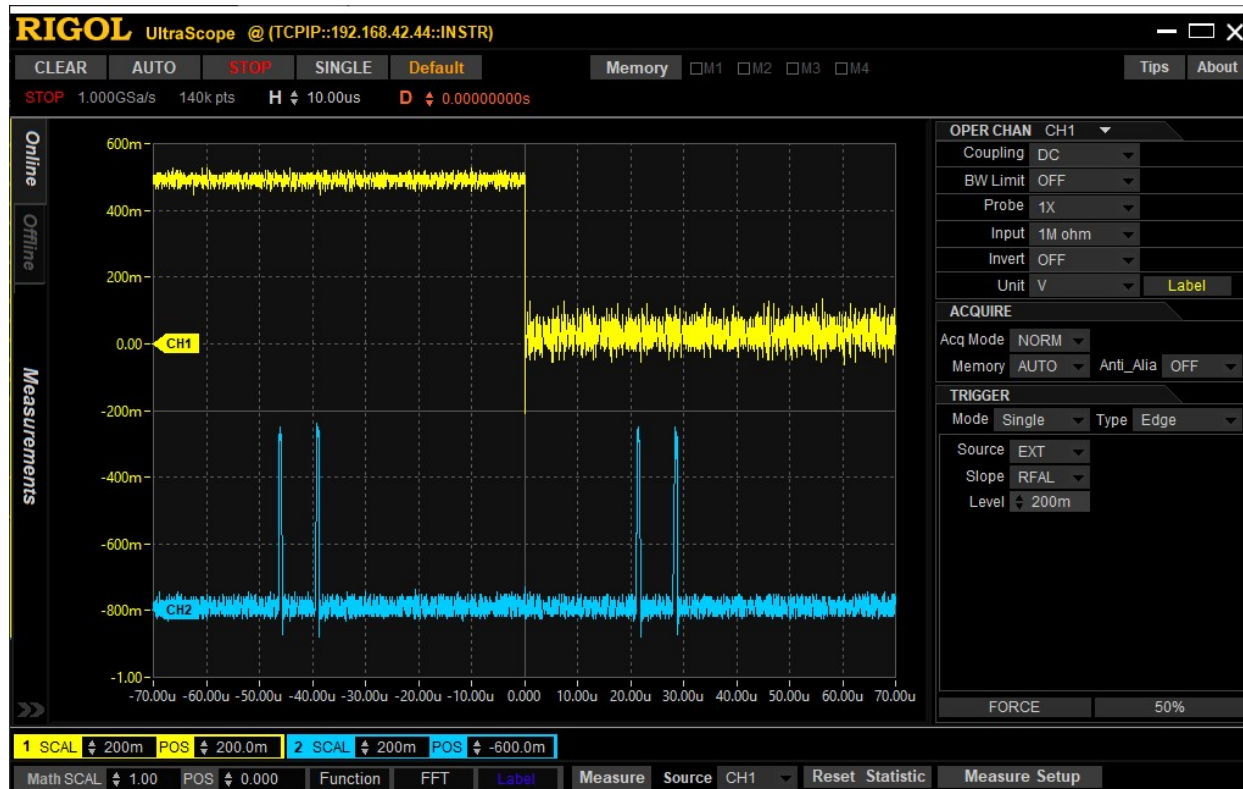 RIGOL UltraScope @ (TCPIP::192.168.42.44::INSTR)
CLEAR AUTO STOP SINGLE Default Memory M1 M2 M3 M4 Tips About
STOP 1.000GSa/s 140k pts H 10.00us D 0.00000000s
Online
Offline
Measurements
600m
400m
200m
0.00
-200m
-400m
-600m
-800m
-1.00
CH1
CH2
-70.00u -60.00u -50.00u -40.00u -30.00u -20.00u -10.00u 0.000 10.00u 20.00u 30.00u 40.00u 50.00u 60.00u 70.00u
OPER CHAN CH1
Coupling DC
BW Limit OFF
Probe 1X
Input 1M ohm
Invert OFF
Unit V Label
ACQUIRE
Acq Mode NORM
Memory AUTO Anti_Alia OFF
TRIGGER
Mode Single Type Edge
Source EXT
Slope RFAL
Level 200m
FORCE 50%
1 SCAL 200m POS 200.0m 2 SCAL 200m POS -600.0m
Math SCAL 1.00 POS 0.000 Function FFT Label Measure Source CH1 Reset Statistic Measure Setup